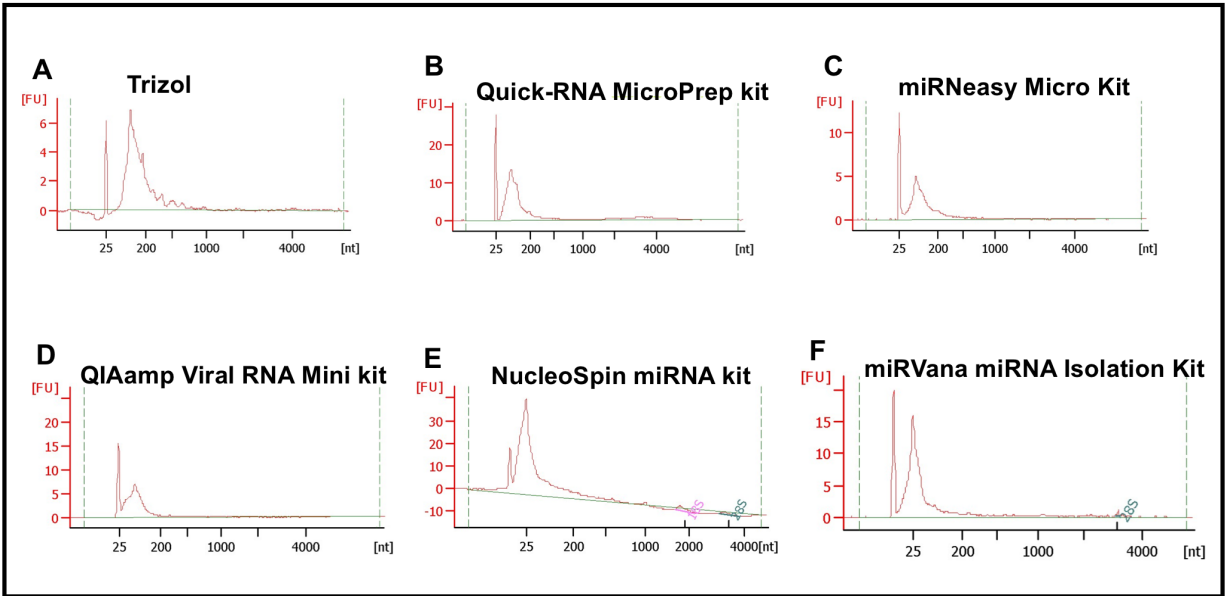 A
Trizol
[FU]
6
4
2
0
25 200 1000 4000 [nt]
B
Quick-RNA MicroPrep kit
[FU]
20
10
0
25 200 1000 4000 [nt]
C
miRNeasy Micro Kit
[FU]
10
5
0
25 200 1000 4000 [nt]
D
QIAamp Viral RNA Mini kit
[FU]
20
15
10
5
0
25 200 1000 4000 [nt]
E
NucleoSpin miRNA kit
[FU]
30
20
10
0
-10
28S
25 200 1000 2000 4000[nt]
F
miRVana miRNA Isolation Kit
[FU]
15
10
5
0
28S
25 200 1000 4000 [nt]